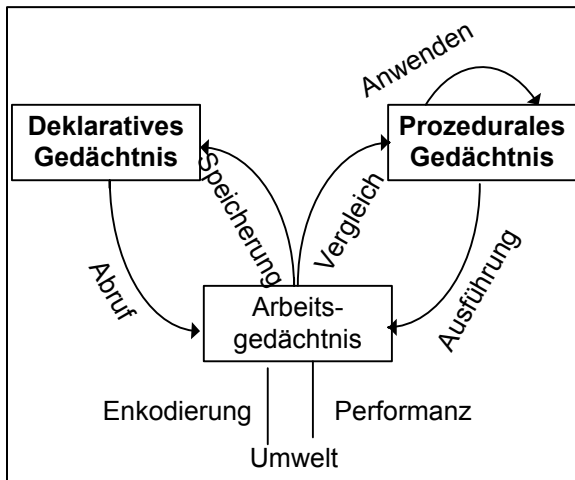 Anwenden
Deklaratives
Gedächtnis
Prozedurales
Gedächtnis
Speicherung
Vergleich
Abruf
Ausführung
Arbeits-
gedächtnis
Enkodierung
Performanz
Umwelt